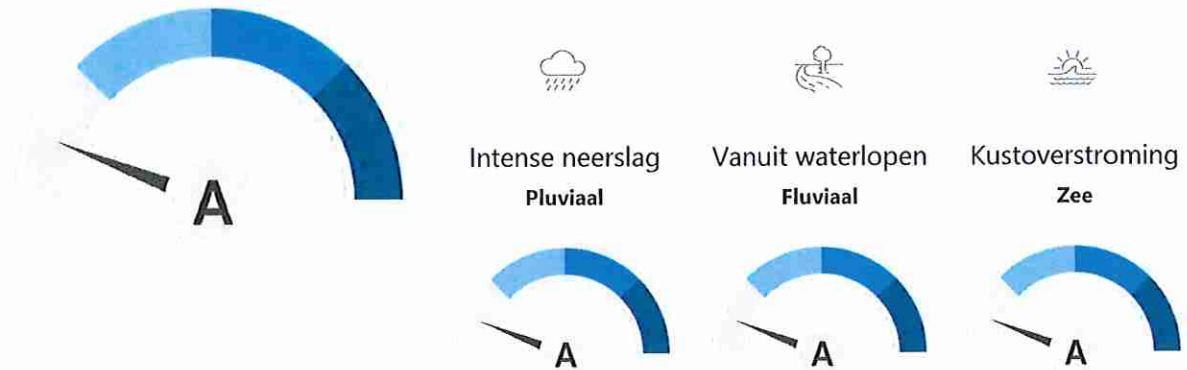 A
Intense neerslag
Pluviaal
A
Vanuit waterlopen
Fluviaal
A
Kustoverstroming
Zee
A